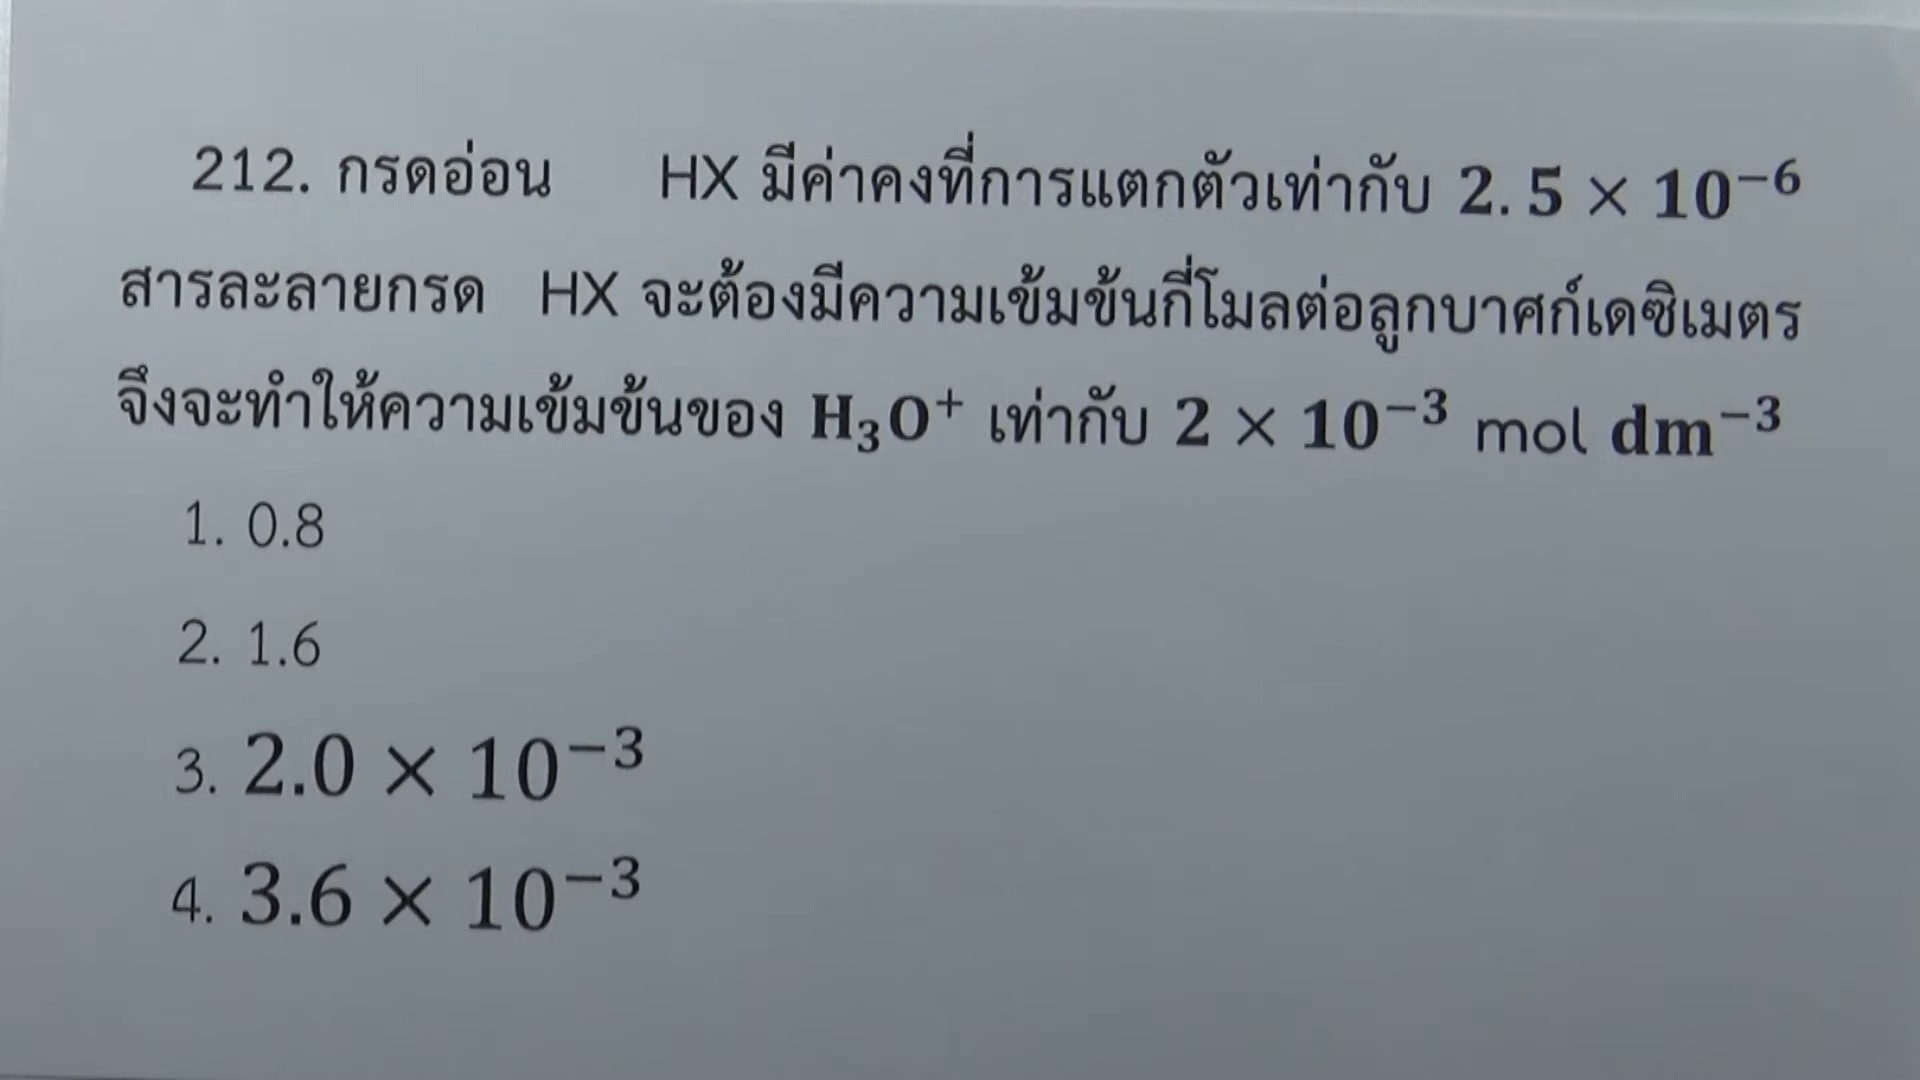 212. กรดอ่อน HX มีค่าคงที่การแตกตัวเท่ากับ 2.5 × 10⁻⁶
สารละลายกรด HX จะต้องมีความเข้มข้นกี่โมลต่อลูกบาศก์เดซิเมตร
จึงจะทำให้ความเข้มข้นของ H₃O⁺ เท่ากับ 2 × 10⁻³ mol dm⁻³
1. 0.8
2. 1.6
3. 2.0 × 10⁻³
4. 3.6 × 10⁻³